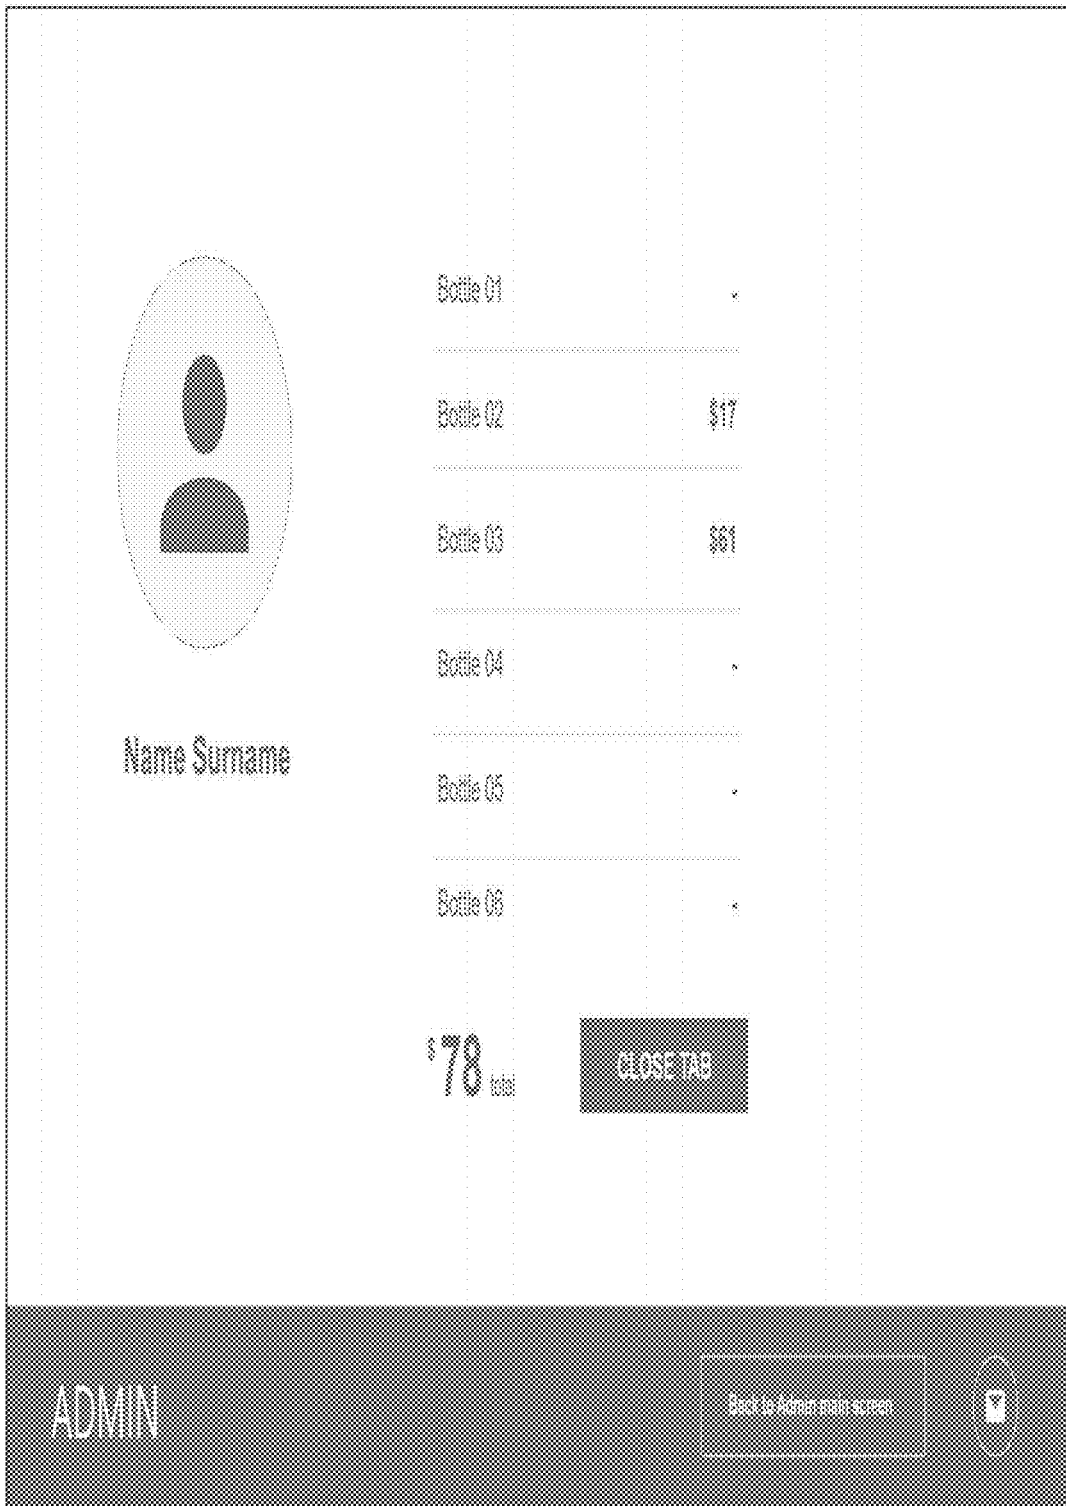 Bottle 01 -
Bottle 02 $17
Bottle 03 $61
Bottle 04 -
Bottle 05 -
Bottle 06 -
Name Surname
$78 total
CLOSE TAB
ADMIN
Back to Admin main screen